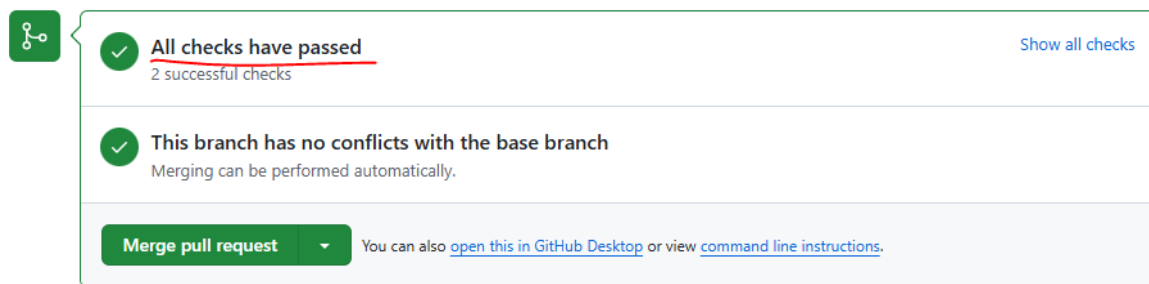 All checks have passed
Show all checks
2 successful checks
This branch has no conflicts with the base branch
Merging can be performed automatically.
Merge pull request
You can also open this in GitHub Desktop or view command line instructions.